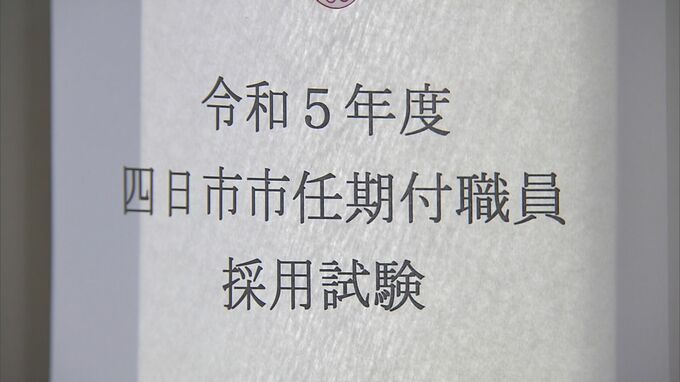 令和５年度
四日市市任期付職員
採用試験